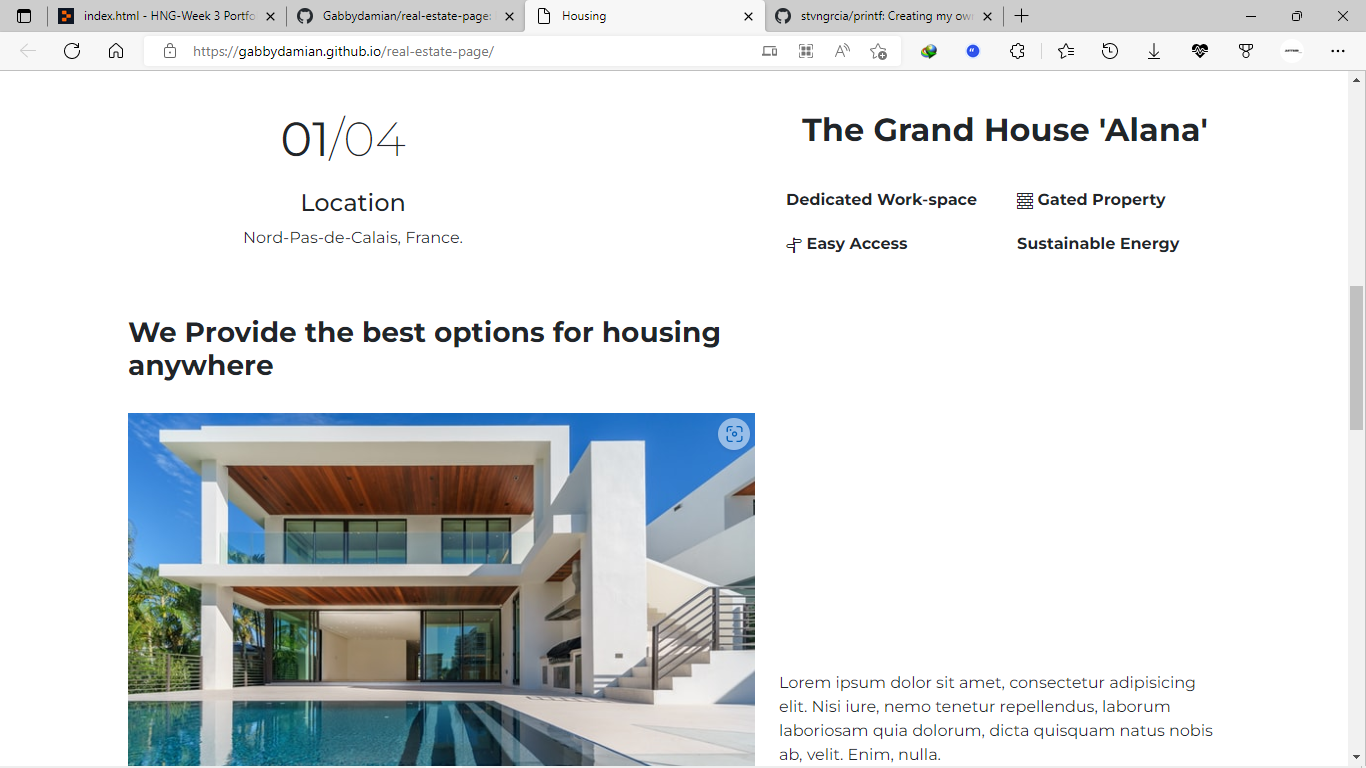 index.html - HNG-Week 3 Portfo
Gabbydamian/real-estate-page:
Housing
stvngrcia/printf: Creating my own
https://gabbydamian.github.io/real-estate-page/
01/04
Location
Nord-Pas-de-Calais, France.
The Grand House 'Alana'
Dedicated Work-space
Gated Property
Easy Access
Sustainable Energy
We Provide the best options for housing
anywhere
Lorem ipsum dolor sit amet, consectetur adipisicing
elit. Nisi iure, nemo tenetur repellendus, laborum
laboriosam quia dolorum, dicta quisquam natus nobis
ab, velit. Enim, nulla.